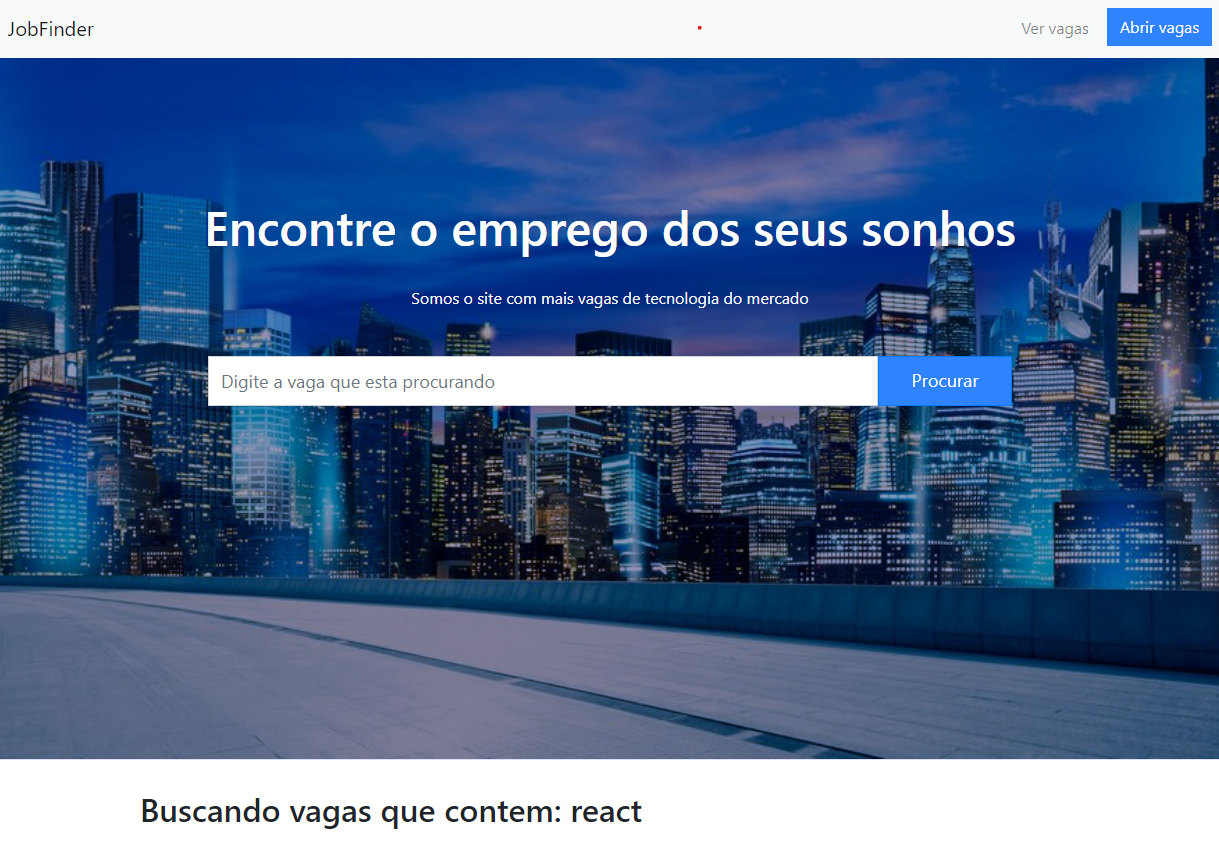 JobFinder
Ver vagas
Abrir vagas
Encontre o emprego dos seus sonhos
Somos o site com mais vagas de tecnologia do mercado
Digite a vaga que esta procurando
Procurar
Buscando vagas que contem: react